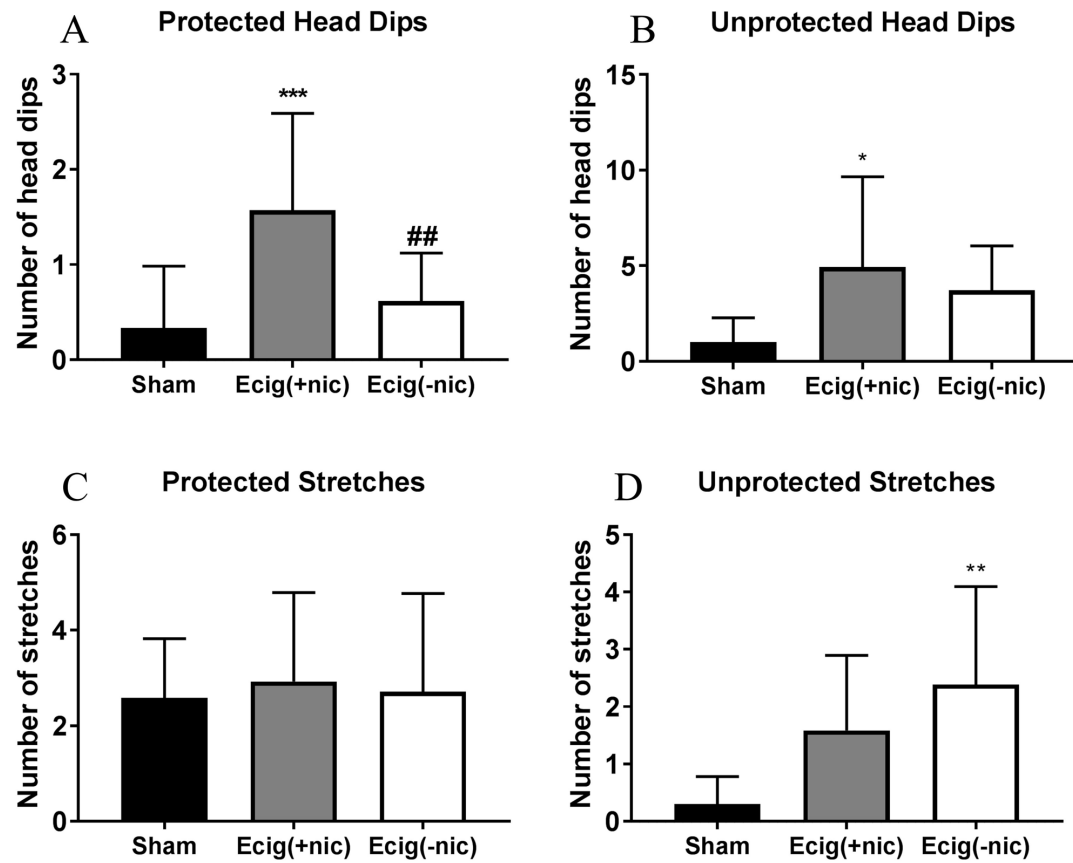 A
Protected Head Dips
Number of head dips
3
2
1
0
***
##
Sham
Ecig(+nic)
Ecig(-nic)
B
Unprotected Head Dips
Number of head dips
15
10
5
0
*
Sham
Ecig(+nic)
Ecig(-nic)
C
Protected Stretches
Number of stretches
6
4
2
0
Sham
Ecig(+nic)
Ecig(-nic)
D
Unprotected Stretches
Number of stretches
5
4
3
2
1
0
**
Sham
Ecig(+nic)
Ecig(-nic)